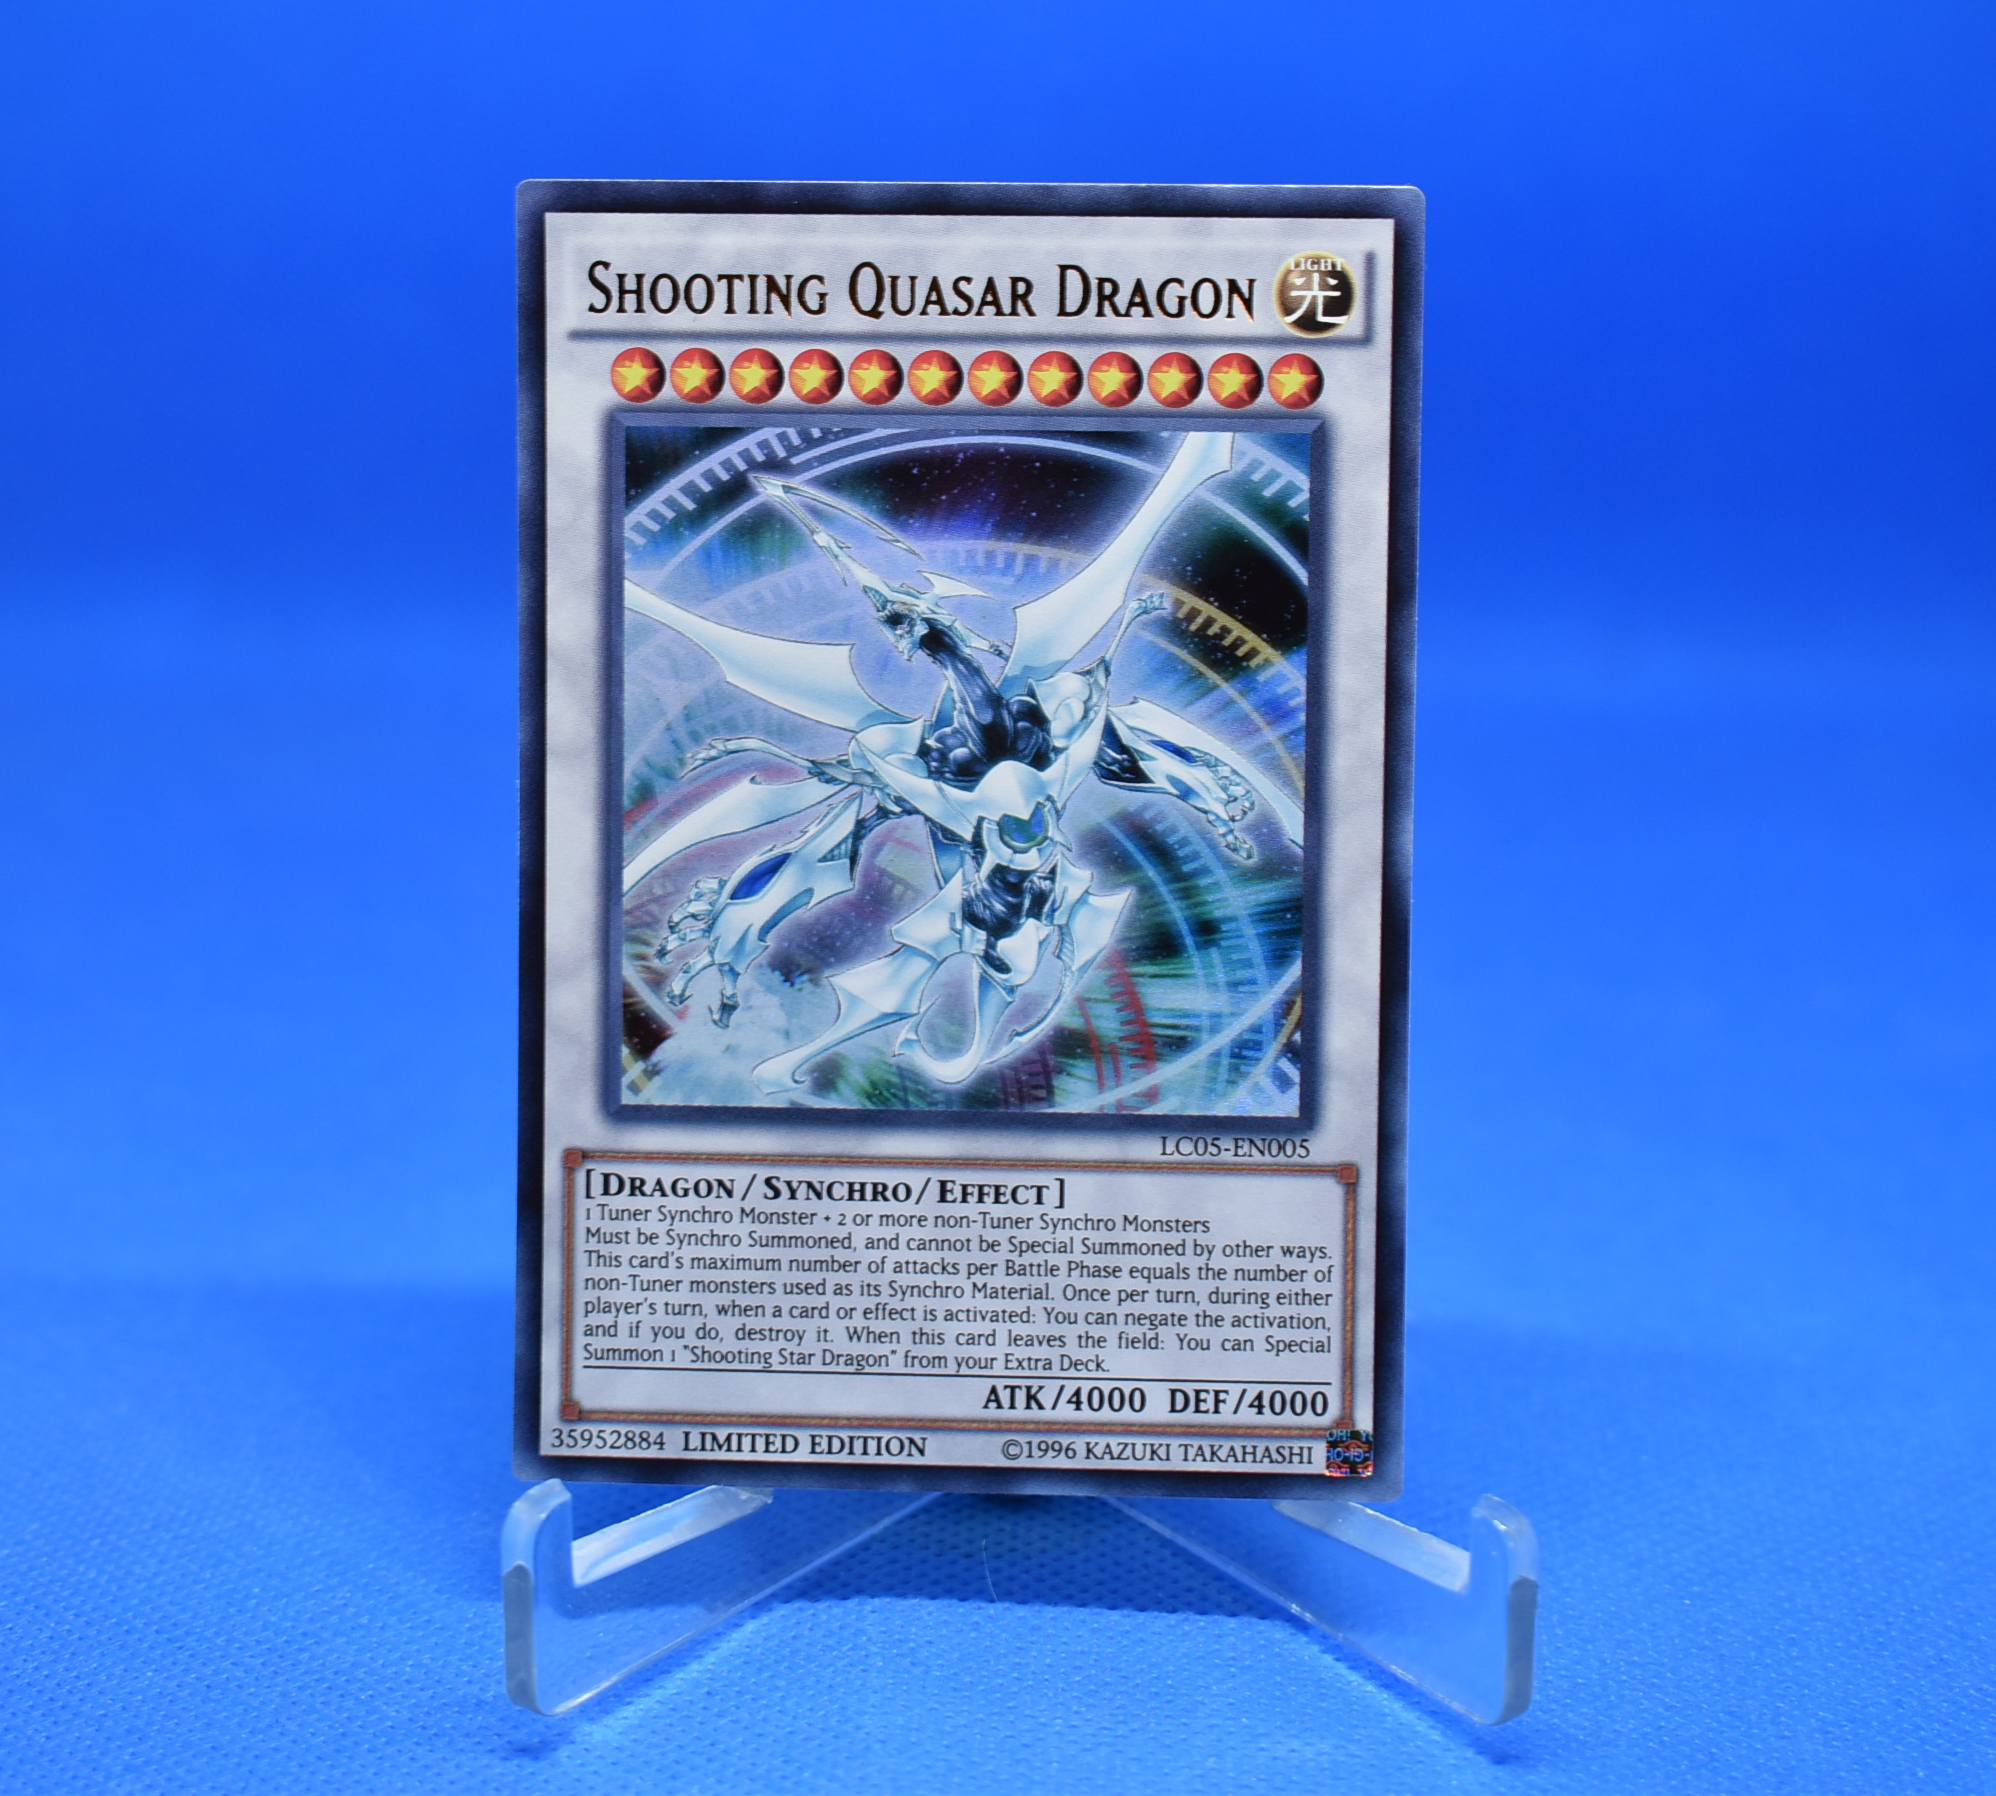 SHOOTING QUASAR DRAGON
LIGHT
光
LC05-EN005
[DRAGON/SYNCHRO/EFFECT]
1 Tuner Synchro Monster + 2 or more non-Tuner Synchro Monsters
Must be Synchro Summoned, and cannot be Special Summoned by other ways.
This card's maximum number of attacks per Battle Phase equals the number of
non-Tuner monsters used as its Synchro Material. Once per turn, during either
player's turn, when a card or effect is activated: You can negate the activation,
and if you do, destroy it. When this card leaves the field: You can Special
Summon 1 "Shooting Star Dragon" from your Extra Deck.
ATK/4000 DEF/4000
35952884 LIMITED EDITION ©1996 KAZUKI TAKAHASHI